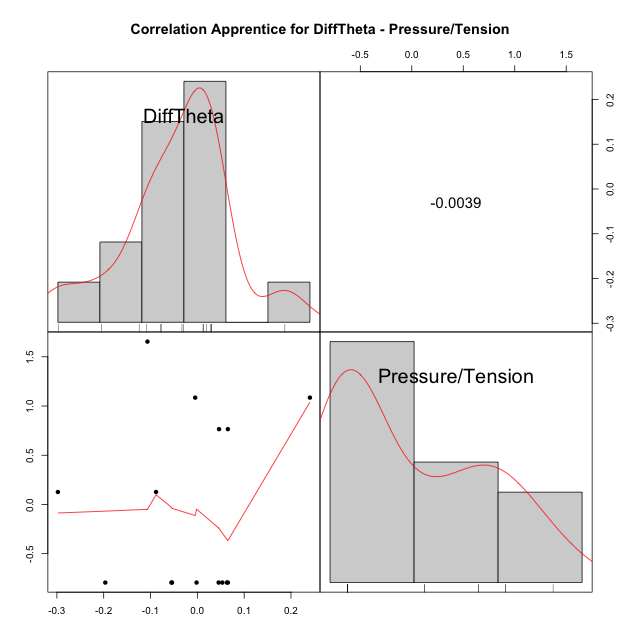 Correlation Apprentice for DiffTheta - Pressure/Tension
-0.5 0.0 0.5 1.0 1.5
DiffTheta
0.2
0.1
0.0
-0.1
-0.2
-0.3
-0.0039
Pressure/Tension
1.5
1.0
0.5
0.0
-0.5
-0.3 -0.2 -0.1 0.0 0.1 0.2